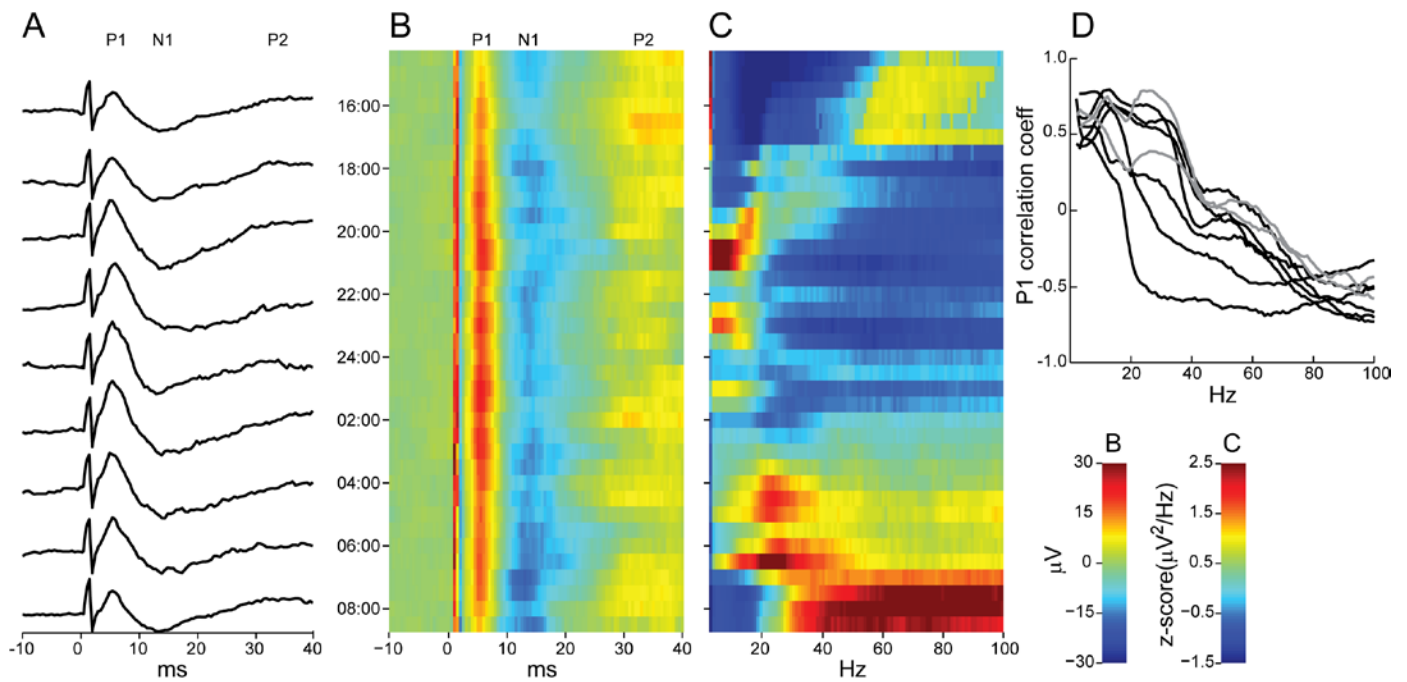 A
P1 N1 P2
−10 0 10 20 30 40
ms
B
P1 N1 P2
16:00
18:00
20:00
22:00
24:00
02:00
04:00
06:00
08:00
−10 0 10 20 30 40
ms
C
20 40 60 80 100
Hz
D
P1 correlation coeff
1.0
0.5
0
-0.5
-1.0
20 40 60 80 100
Hz
B
μV
30
15
0
−15
−30
C
z-score(μV²/Hz)
2.5
1.5
0.5
−0.5
−1.5